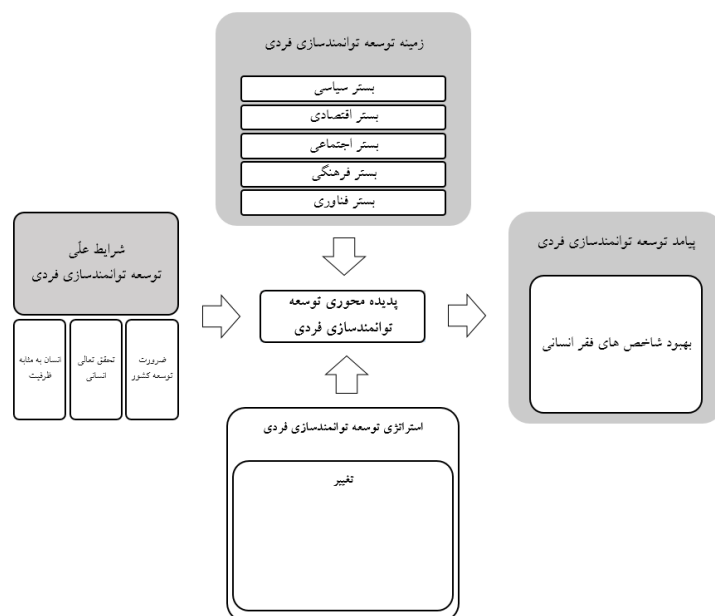 زمینه توسعه توانمندسازی فردی
بستر سیاسی
بستر اقتصادی
بستر اجتماعی
بستر فرهنگی
بستر فناوری
شرایط علّی
توسعه توانمندسازی فردی
ضرورت
توسعه کشور
تحقق تعالی
انسانی
انسان به مثابه
ظرفیت
پدیده محوری توسعه
توانمندسازی فردی
پیامد توسعه توانمندسازی فردی
بهبود شاخص های فقر انسانی
استراتژی توسعه توانمندسازی فردی
تغییر